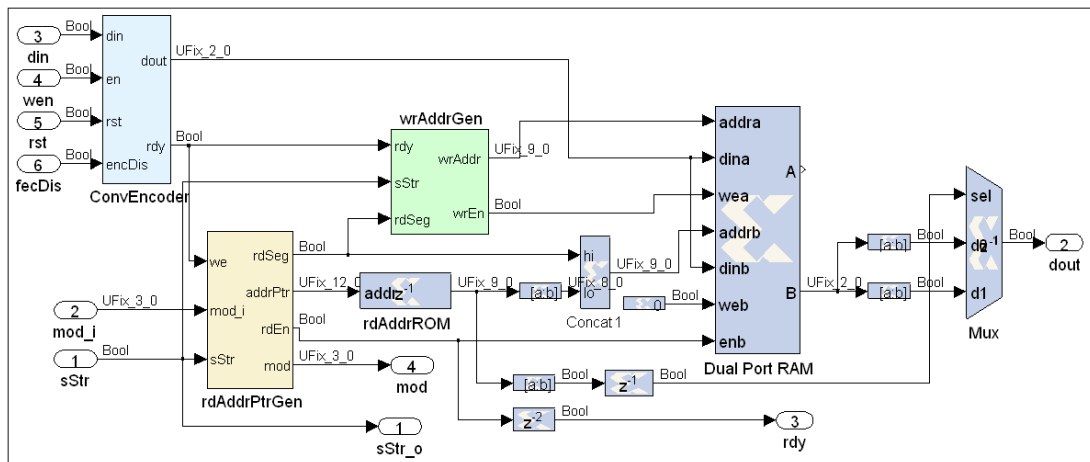 3
din
Bool
4
wen
Bool
5
rst
Bool
6
fecDis
Bool
din
en
rst
encDis
dout
rdy
ConvEncoder
UFix_2_0
Bool
wrAddrGen
rdy
sStr
rdSeg
wrAddr
wrEn
UFix_9_0
Bool
2
mod_i
UFix_3_0
1
sStr
Bool
we
mod_i
sStr
rdSeg
addrPtr
rdEn
mod
rdAddrPtrGen
Bool
UFix_12_0
Bool
UFix_3_0
addr z-1
rdAddrROM
UFix_9_0
[a:b]
UFix_8_0
hi
lo
Concat1
UFix_9_0
0
Bool
4
mod
1
sStr_o
addra
dina
wea
addrb
dinb
web
enb
A
B
Dual Port RAM
UFix_2_0
[a:b]
Bool
z-1
Bool
z-2
Bool
3
rdy
[a:b]
Bool
[a:b]
Bool
sel
d1
z-1
Mux
Bool
2
dout